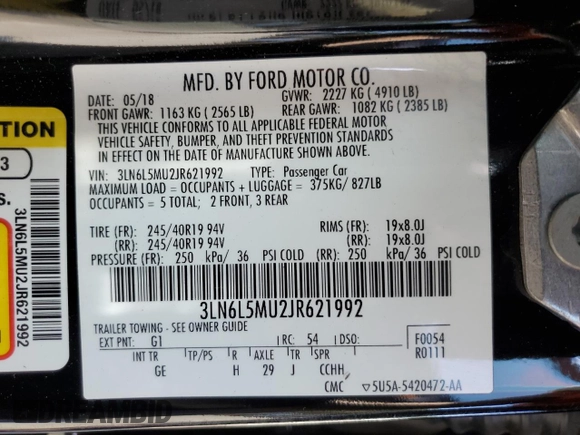 MFD. BY FORD MOTOR CO.
DATE: 05/18 GVWR: 2227 KG ( 4910 LB)
FRONT GAWR: 1163 KG ( 2565 LB) REAR GAWR: 1082 KG ( 2385 LB)
THIS VEHICLE CONFORMS TO ALL APPLICABLE FEDERAL MOTOR
VEHICLE SAFETY, BUMPER, AND THEFT PREVENTION STANDARDS
IN EFFECT ON THE DATE OF MANUFACTURE SHOWN ABOVE.
VIN: 3LN6L5MU2JR621992 TYPE: Passenger Car
MAXIMUM LOAD = OCCUPANTS + LUGGAGE = 375KG/ 827LB
OCCUPANTS = 5 TOTAL; 2 FRONT, 3 REAR
TIRE (FR): 245/40R19 94V RIMS (FR): 19x8.0J
(RR): 245/40R19 94V (RR): 19x8.0J
PRESSURE (FR): 250 kPa/ 36 PSI COLD (RR): 250 kPa/ 36 PSI COLD
3LN6L5MU2JR621992
TRAILER TOWING - SEE OWNER GUIDE
EXT PNT: G1 RC: 54 DSO: F0054
R0111
INT TR TP/PS R AXLE TR SPR
GE H 29 J CCHH
CMC ▽5U5A-5420472-AA
TION
3
s.
3LN6L5MU2JR621992
DREAMBID